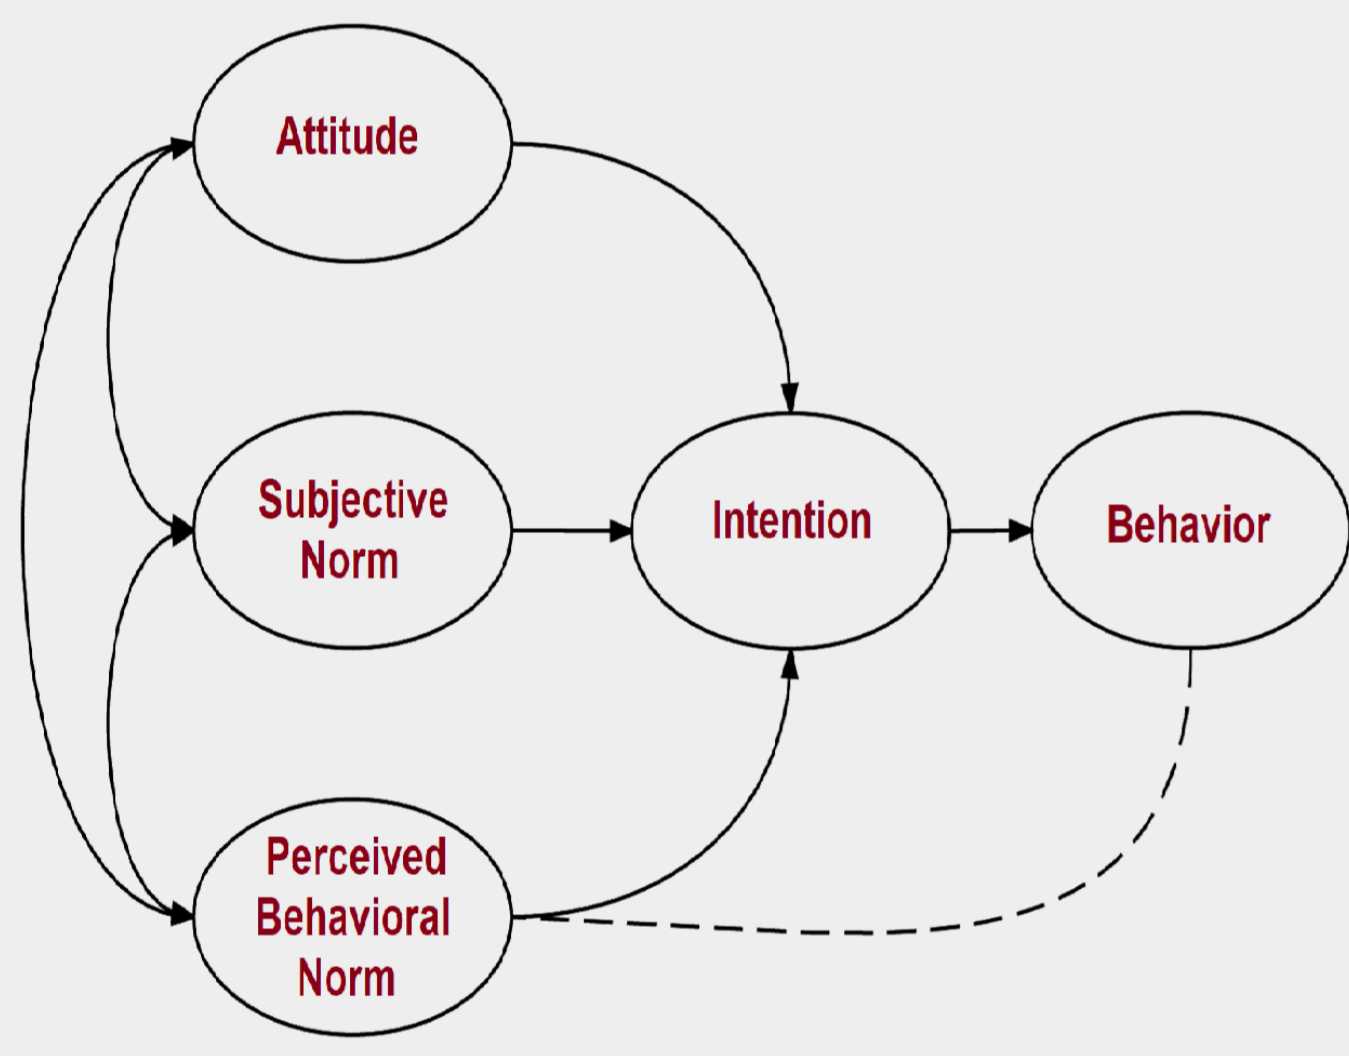 Attitude
Subjective
Norm
Intention
Behavior
Perceived
Behavioral
Norm